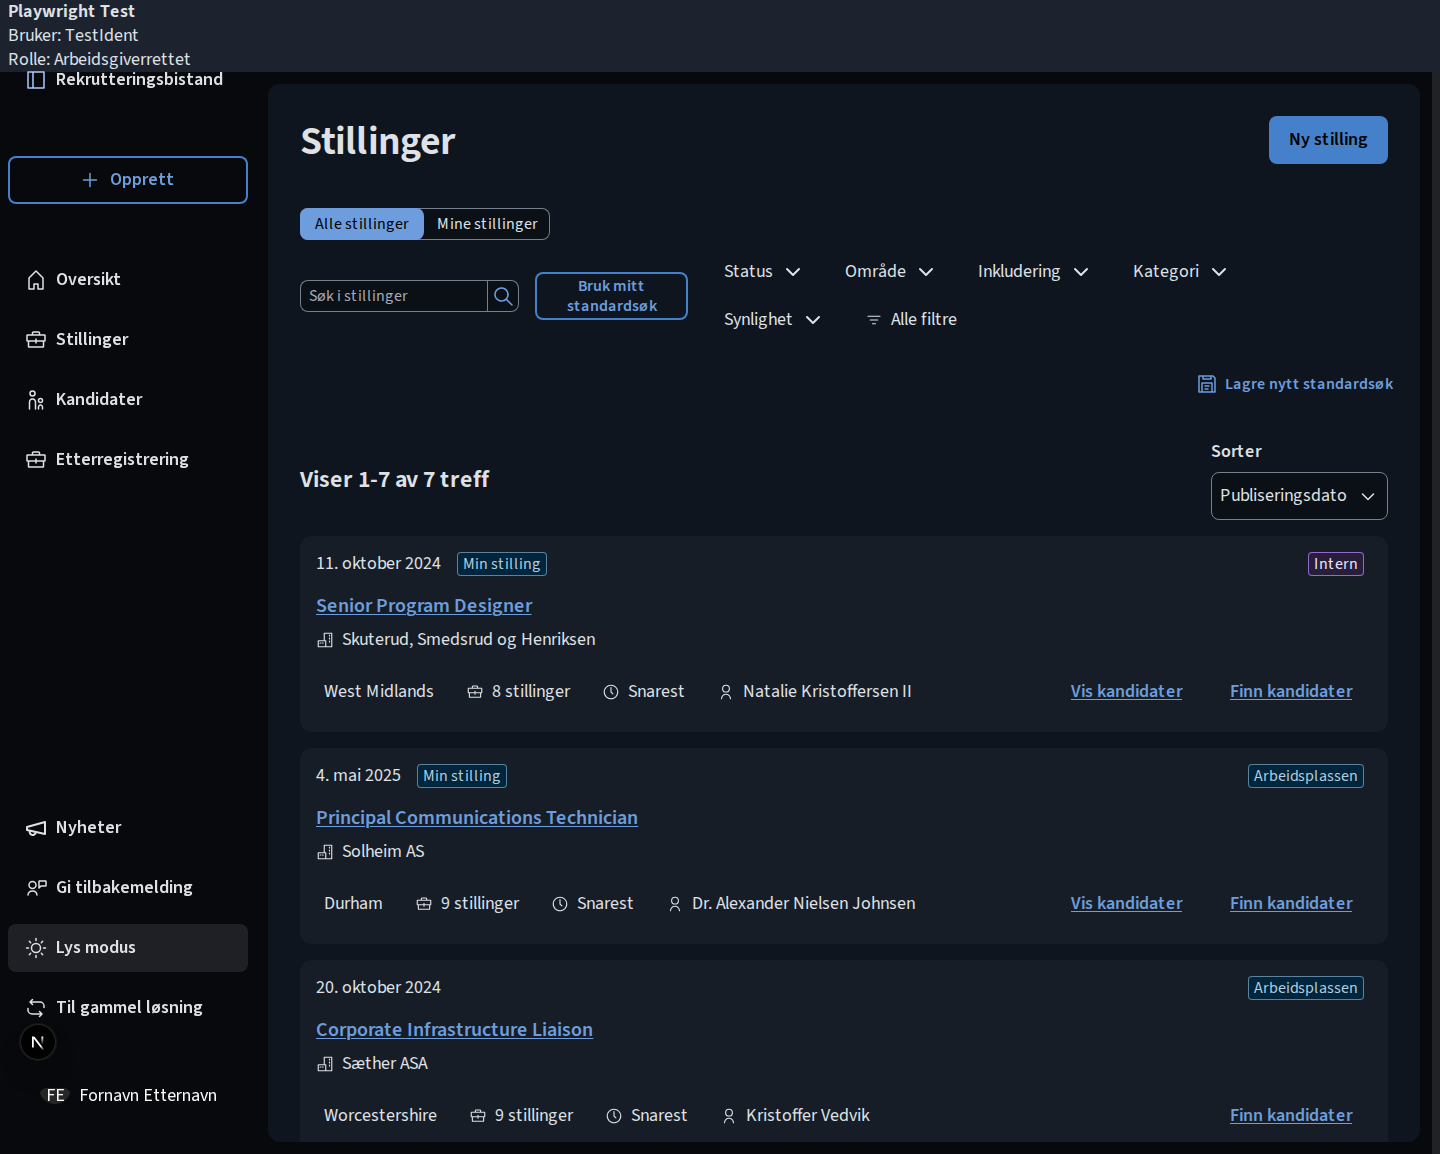 Playwright Test
Bruker: TestIdent
Rolle: Arbeidsgiverrettet
Rekrutteringsbistand
Opprett
Oversikt
Stillinger
Kandidater
Etterregistrering
Nyheter
Gi tilbakemelding
Lys modus
Til gammel løsning
N
FE Fornavn Etternavn
Stillinger
Ny stilling
Alle stillinger Mine stillinger
Søk i stillinger
Bruk mitt
standardsøk
Status Område Inkludering Kategori
Synlighet Alle filtre
Lagre nytt standardsøk
Viser 1-7 av 7 treff
Sorter
Publiseringsdato
11. oktober 2024 Min stilling Intern
Senior Program Designer
Skuterud, Smedsrud og Henriksen
West Midlands 8 stillinger Snarest Natalie Kristoffersen II Vis kandidater Finn kandidater
4. mai 2025 Min stilling Arbeidsplassen
Principal Communications Technician
Solheim AS
Durham 9 stillinger Snarest Dr. Alexander Nielsen Johnsen Vis kandidater Finn kandidater
20. oktober 2024 Arbeidsplassen
Corporate Infrastructure Liaison
Sæther ASA
Worcestershire 9 stillinger Snarest Kristoffer Vedvik Finn kandidater